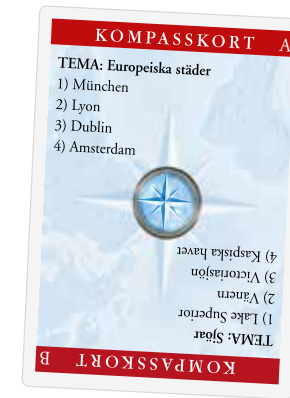 KOMPASSKORT A
TEMA: Europeiska städer
1) München
2) Lyon
3) Dublin
4) Amsterdam
KOMPASSKORT B
TEMA: Sjöar
1) Lake Superior
2) Vänern
3) Victoriasjön
4) Kaspiska havet